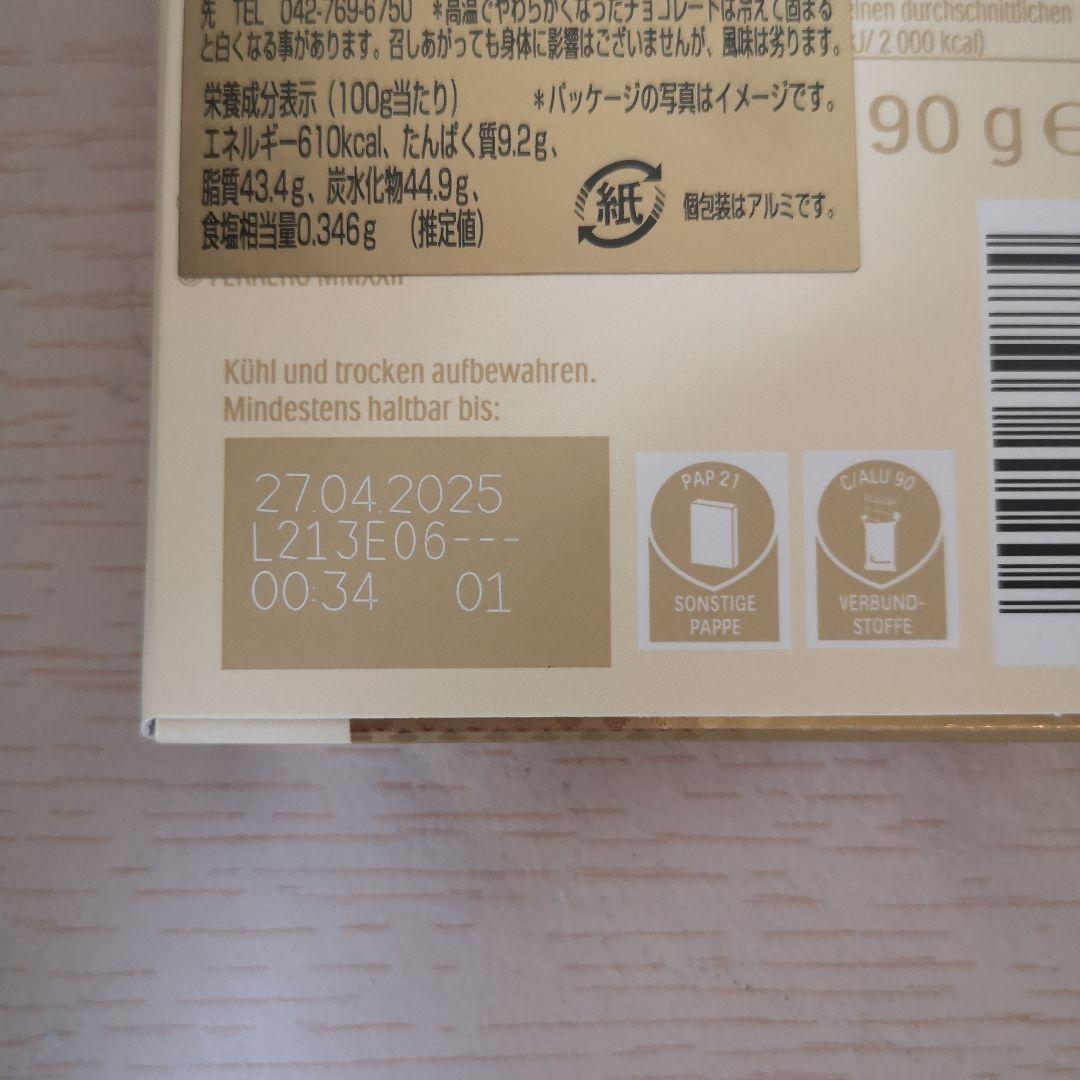 先 TEL 042-769-6750 *高温でやわらかくなったチョコレートは冷えて固まる
と白くなる事があります。召しあがっても身体に影響はございませんが、風味は劣ります。
栄養成分表示(100g当たり) *パッケージの写真はイメージです。
エネルギー610kcal、たんぱく質9.2g、
脂質43.4g、炭水化物44.9g、
食塩相当量0.346g (推定値)
紙
個包装はアルミです。
einen durchschnittlichen
kJ/ 2 000 kcal)
90 g e
© FERRERO MMXXII
Kühl und trocken aufbewahren.
Mindestens haltbar bis:
27.04.2025
L213E06---
00:34 01
PAP 21
SONSTIGE
PAPPE
C/ALU 90
VERBUND-
STOFFE